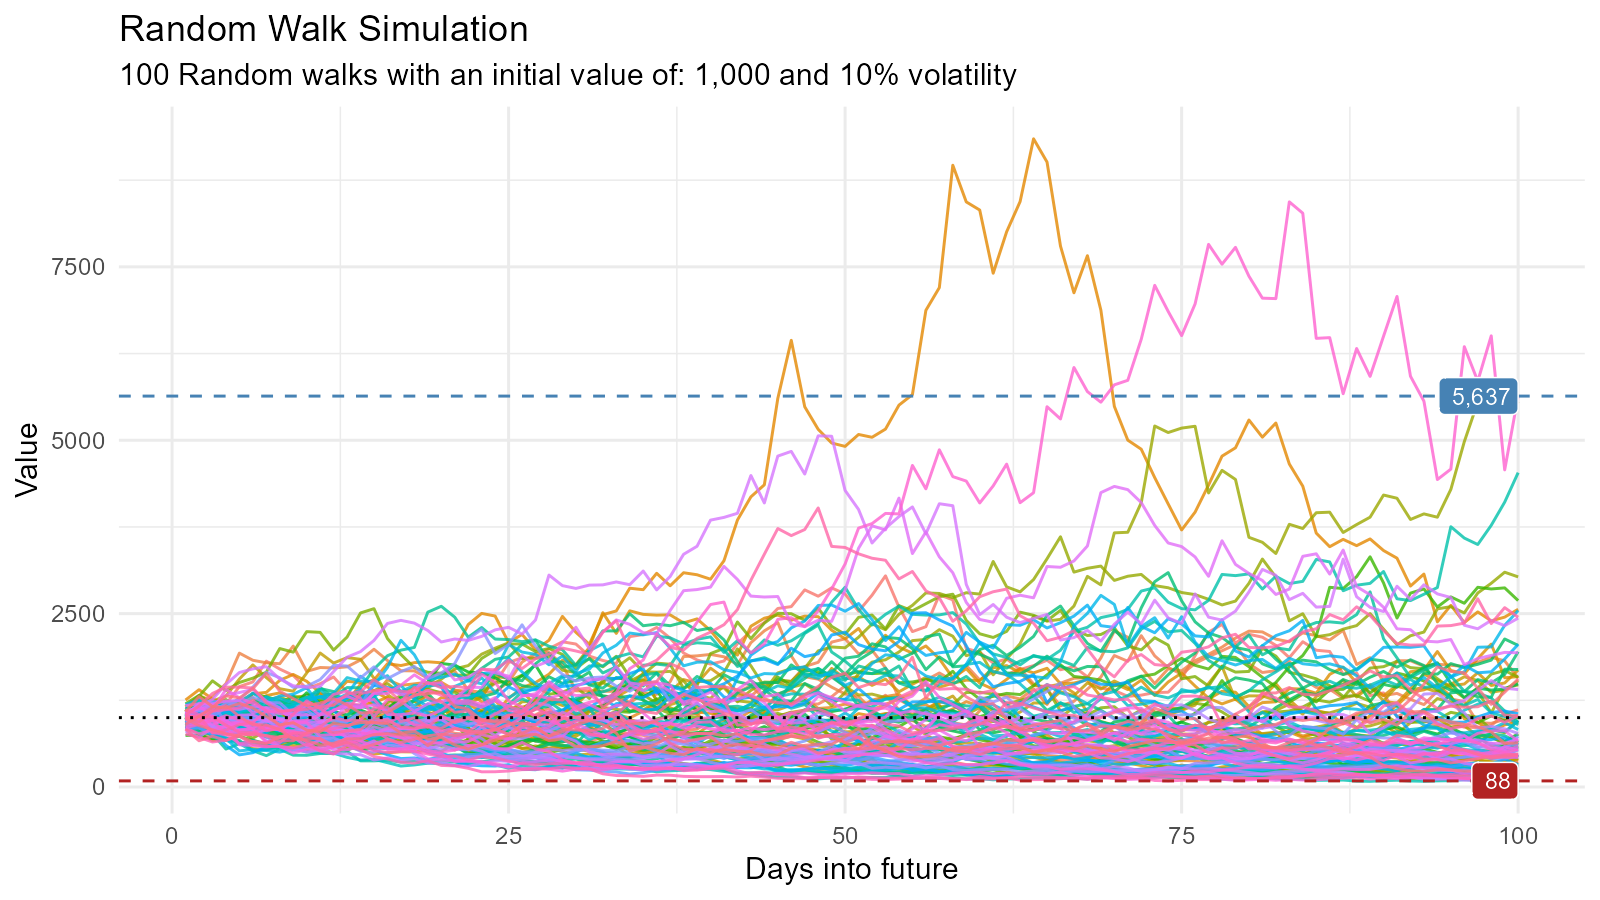 Random Walk Simulation
100 Random walks with an initial value of: 1,000 and 10% volatility
Value
7500
5000
2500
0
5,637
88
0
25
50
75
100
Days into future